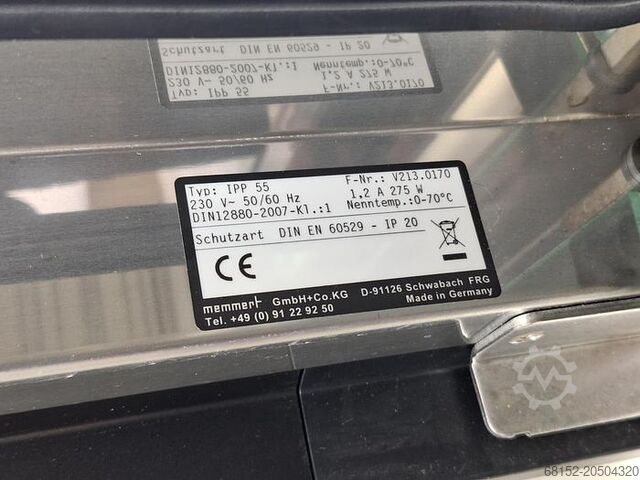 Typ: IPP 55 F-Nr.: V213.0170
230 V~ 50/60 Hz 1.2 A 275 W
DIN12880-2007-Kl.:1 Nenntemp.:0-70°C
Schutzart DIN EN 60529 - IP 20
CE
memmert GmbH+Co.KG D-91126 Schwabach FRG
Tel. +49 (0) 91 22 92 50 Made in Germany
68152-20504320